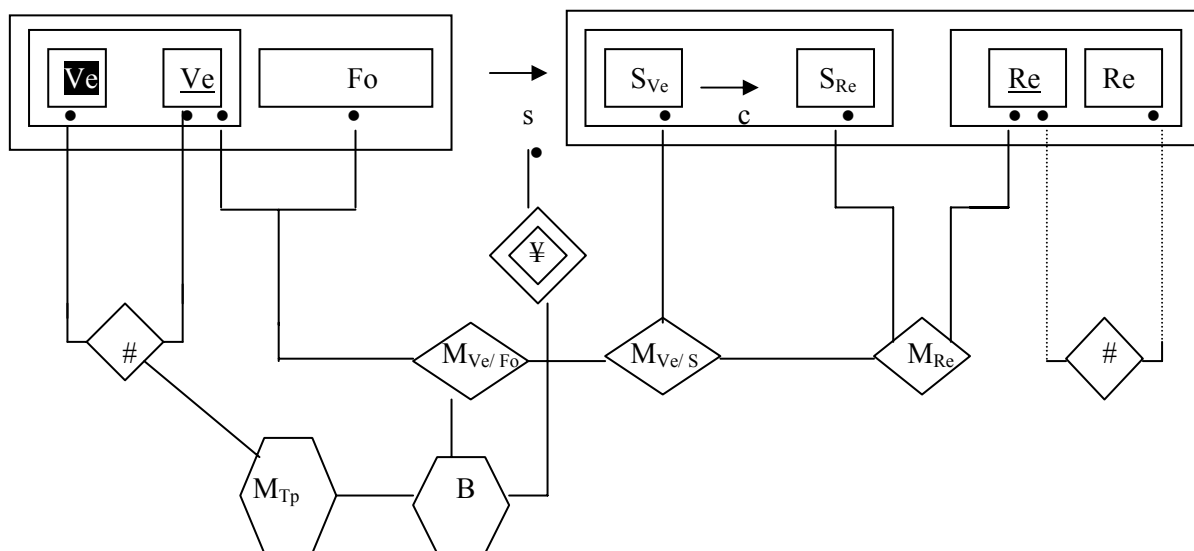 Ve Ve Fo S_Ve S_Re Re Re
s c
¥
# M_Ve/ Fo M_Ve/ S M_Re #
M_Tp B